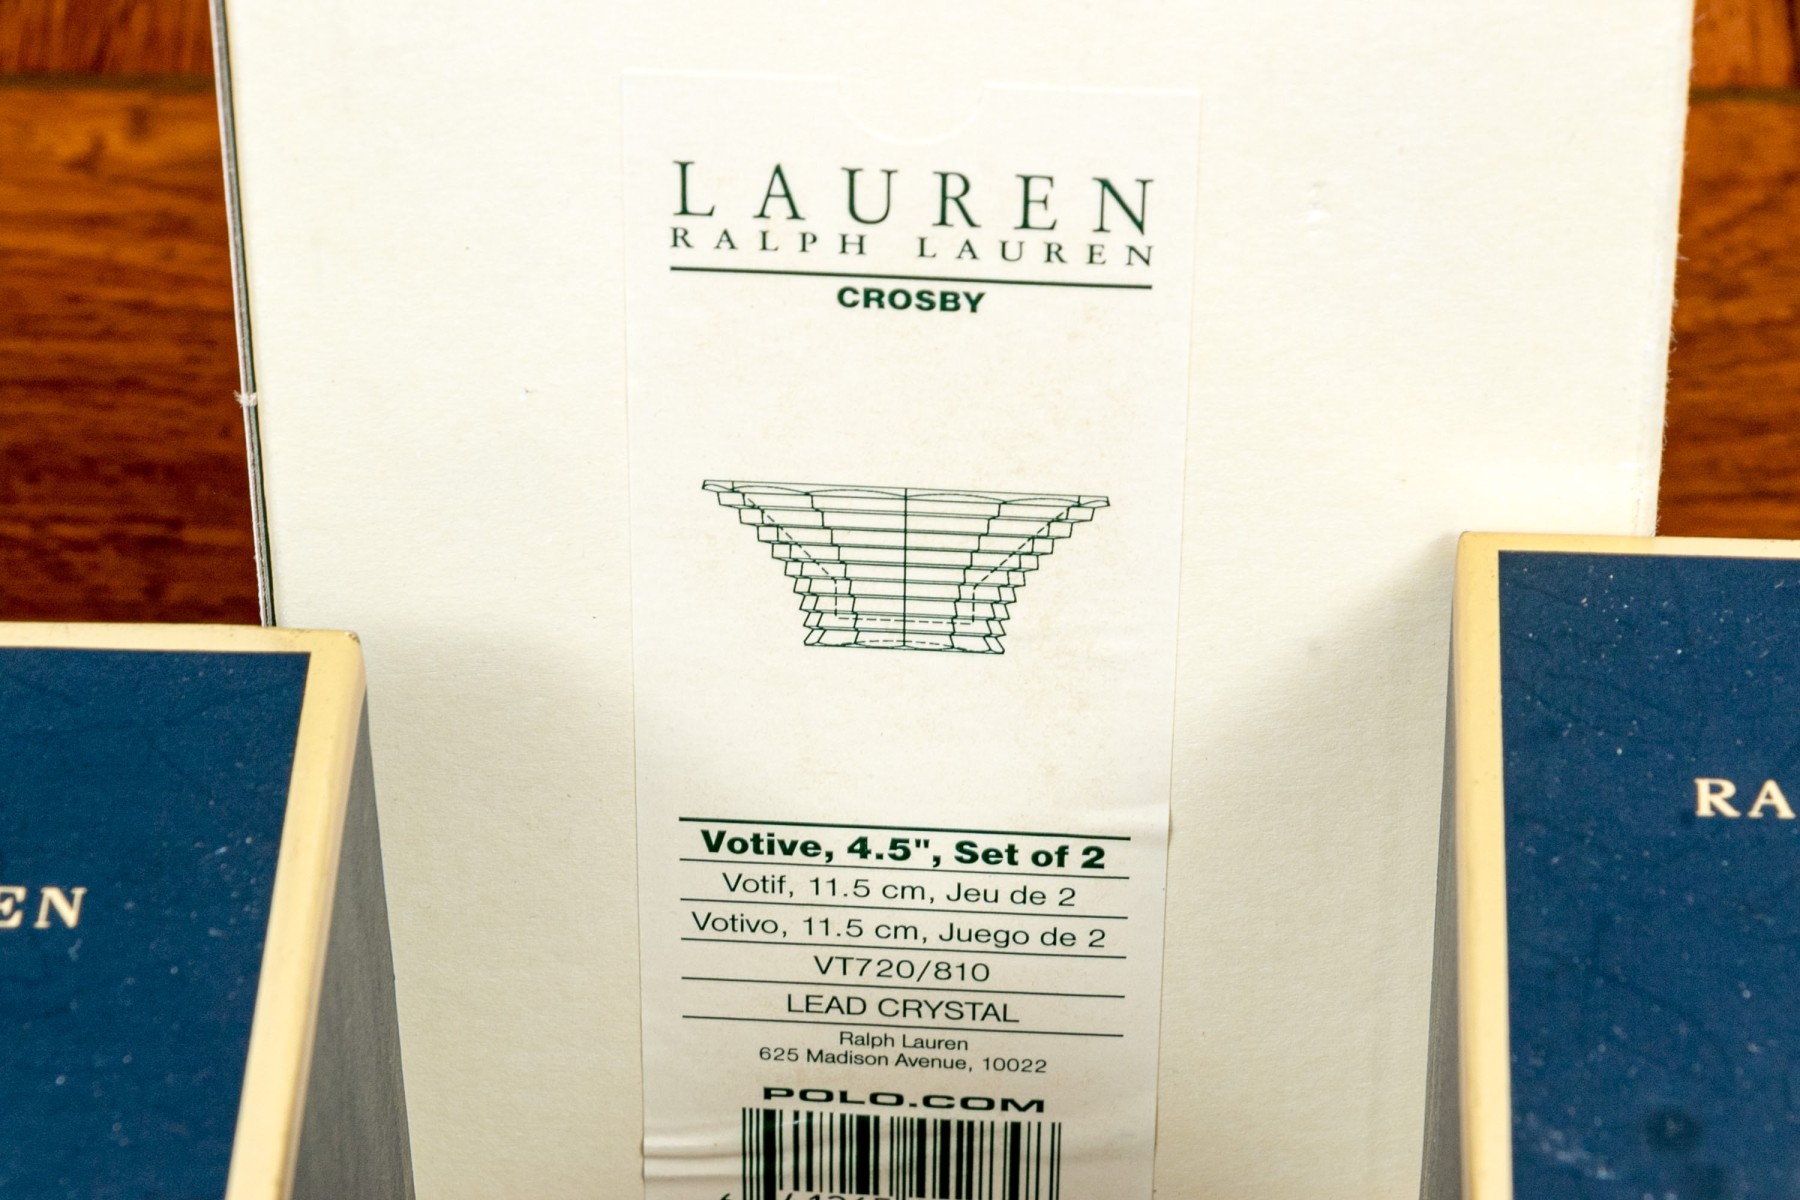 LAUREN
RALPH LAUREN
CROSBY
Votive, 4.5", Set of 2
Votif, 11.5 cm, Jeu de 2
Votivo, 11.5 cm, Juego de 2
VT720/810
LEAD CRYSTAL
Ralph Lauren
625 Madison Avenue, 10022
POLO.COM
EN
RA